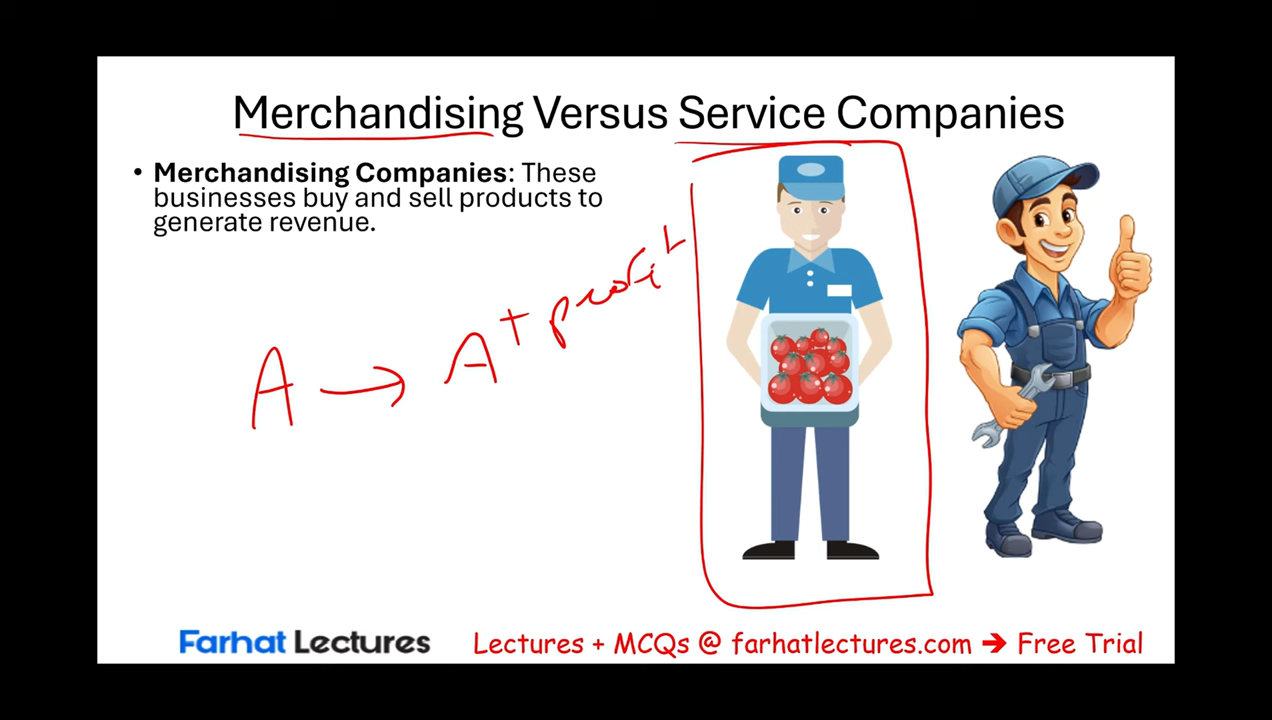 Merchandising Versus Service Companies
• Merchandising Companies: These
businesses buy and sell products to
generate revenue.
A → A + profit
Farhat Lectures
Lectures + MCQs @ farhatlectures.com → Free Trial